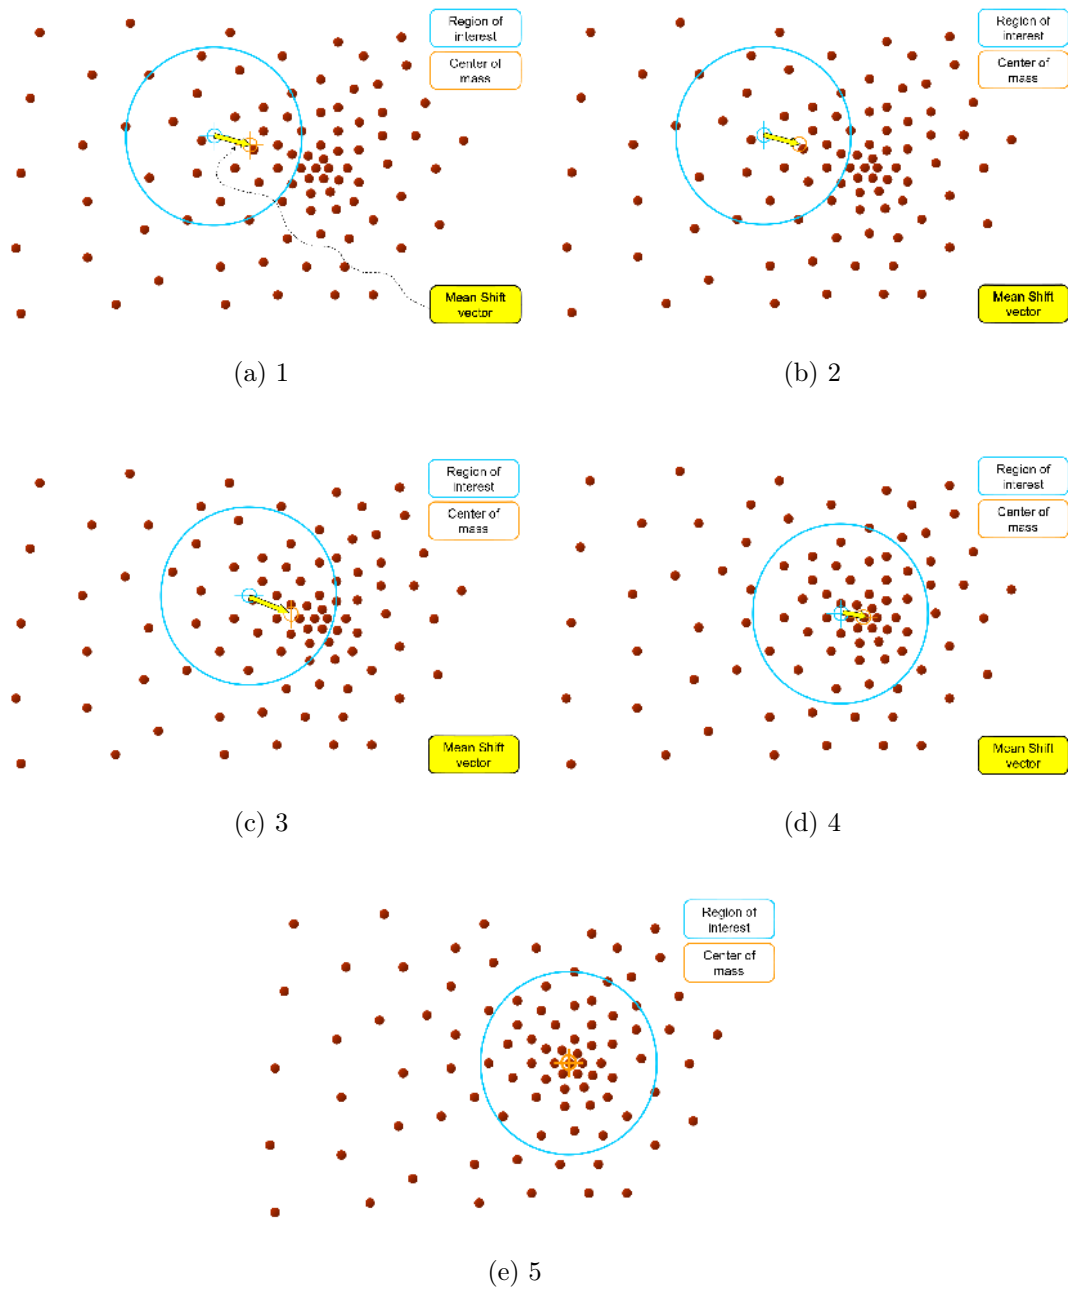 Region of
interest
Center of
mass
Mean Shift
vector
(a) 1
Region of
interest
Center of
mass
Mean Shift
vector
(b) 2
Region of
interest
Center of
mass
Mean Shift
vector
(c) 3
Region of
interest
Center of
mass
Mean Shift
vector
(d) 4
Region of
interest
Center of
mass
(e) 5